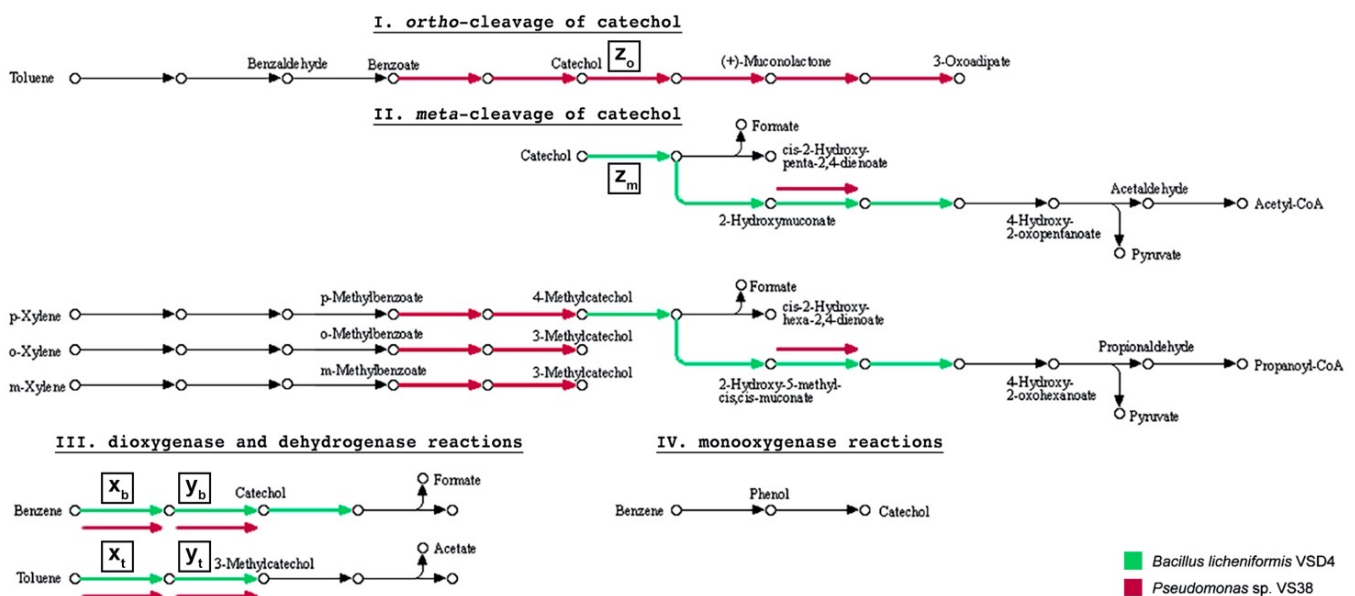 I. ortho-cleavage of catechol
Toluene
Benzaldehyde
Benzoate
Catechol
Zo
(+)-Muconolactone
3-Oxoadipate
II. meta-cleavage of catechol
Catechol
Zm
Formate
cis-2-Hydroxy-
penta-2,4-dienoate
2-Hydroxymuconate
4-Hydroxy-
2-oxopentanoate
Acetaldehyde
Acetyl-CoA
Pyruvate
p-Xylene
p-Methylbenzoate
4-Methylcatechol
Formate
cis-2-Hydroxy-
hexa-2,4-dienoate
o-Xylene
o-Methylbenzoate
3-Methylcatechol
m-Xylene
m-Methylbenzoate
3-Methylcatechol
2-Hydroxy-5-methyl-
cis,cis-muconate
4-Hydroxy-
2-oxohexanoate
Propionaldehyde
Propanoyl-CoA
Pyruvate
III. dioxygenase and dehydrogenase reactions
Benzene
Xb
yb
Catechol
Formate
Toluene
Xt
yt
3-Methylcatechol
Acetate
IV. monooxygenase reactions
Benzene
Phenol
Catechol
Bacillus licheniformis VSD4
Pseudomonas sp. VS38